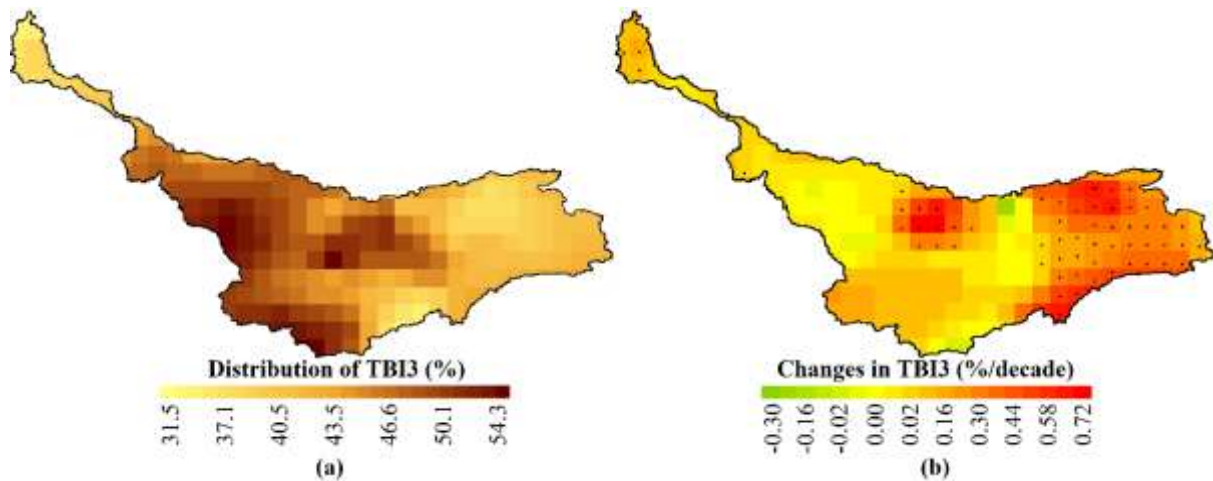 Distribution of TBI3 (%)
31.5 37.1 40.5 43.5 46.6 50.1 54.3
(a)
Changes in TBI3 (%/decade)
-0.30 -0.16 -0.02 0.00 0.02 0.16 0.30 0.44 0.58 0.72
(b)